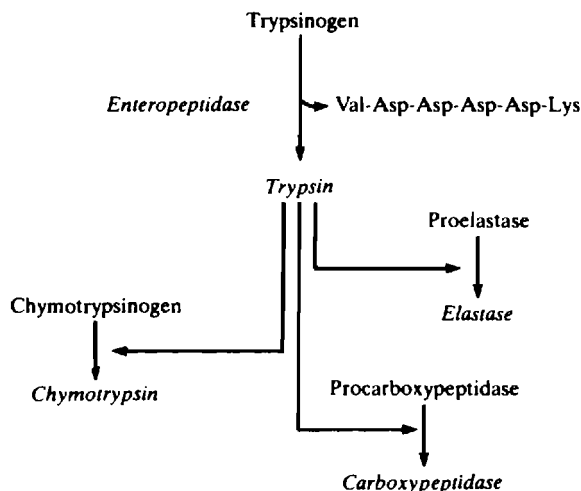 Trypsinogen
Enteropeptidase
Val-Asp-Asp-Asp-Asp-Lys
Trypsin
Proelastase
Elastase
Chymotrypsinogen
Chymotrypsin
Procarboxypeptidase
Carboxypeptidase